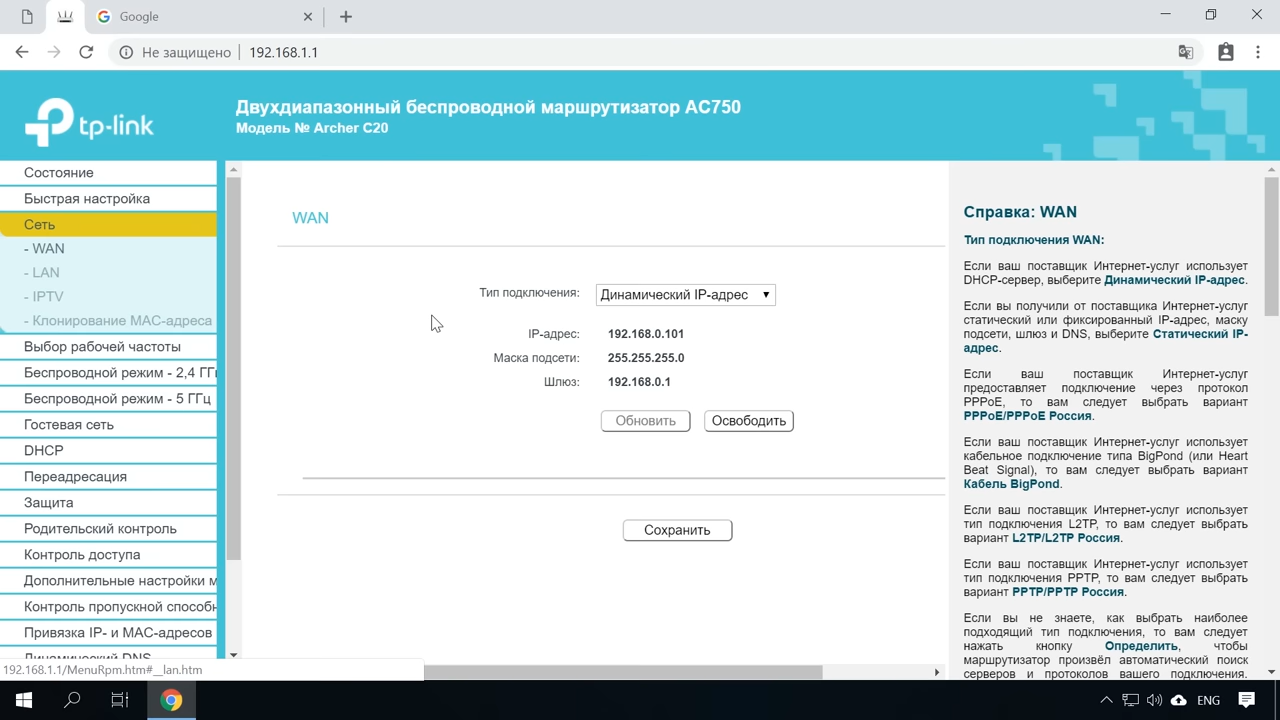 Google
Не защищено
192.168.1.1
tp-link
Двухдиапазонный беспроводной маршрутизатор AC750
Модель № Archer C20
Состояние
Быстрая настройка
Сеть
- WAN
- LAN
- IPTV
- Клонирование MAC-адреса
Выбор рабочей частоты
Беспроводной режим - 2,4 ГГц
Беспроводной режим - 5 ГГц
Гостевая сеть
DHCP
Переадресация
Защита
Родительский контроль
Контроль доступа
Дополнительные настройки м
Контроль пропускной способн
Привязка IP- и MAC-адресов
Динамический DNS
192.168.1.1/MenuRpm.htm#__lan.htm
WAN
Тип подключения: Динамический IP-адрес
IP-адрес: 192.168.0.101
Маска подсети: 255.255.255.0
Шлюз: 192.168.0.1
Обновить Освободить
Сохранить
Справка: WAN
Тип подключения WAN:
Если ваш поставщик Интернет-услуг использует
DHCP-сервер, выберите Динамический IP-адрес.
Если вы получили от поставщика Интернет-услуг
статический или фиксированный IP-адрес, маску
подсети, шлюз и DNS, выберите Статический IP-
адрес.
Если ваш поставщик Интернет-услуг
предоставляет подключение через протокол
PPPoE, то вам следует выбрать вариант
PPPoE/PPPoE Россия.
Если ваш поставщик Интернет-услуг использует
кабельное подключение типа BigPond (или Heart
Beat Signal), то вам следует выбрать вариант
Кабель BigPond.
Если ваш поставщик Интернет-услуг использует
тип подключения L2TP, то вам следует выбрать
вариант L2TP/L2TP Россия.
Если ваш поставщик Интернет-услуг использует
тип подключения PPTP, то вам следует выбрать
вариант PPTP/PPTP Россия.
Если вы не знаете, как выбрать наиболее
подходящий тип подключения, то вам следует
нажать кнопку Определить, чтобы
маршрутизатор произвёл автоматический поиск
серверов и протоколов вашего подключения.
ENG